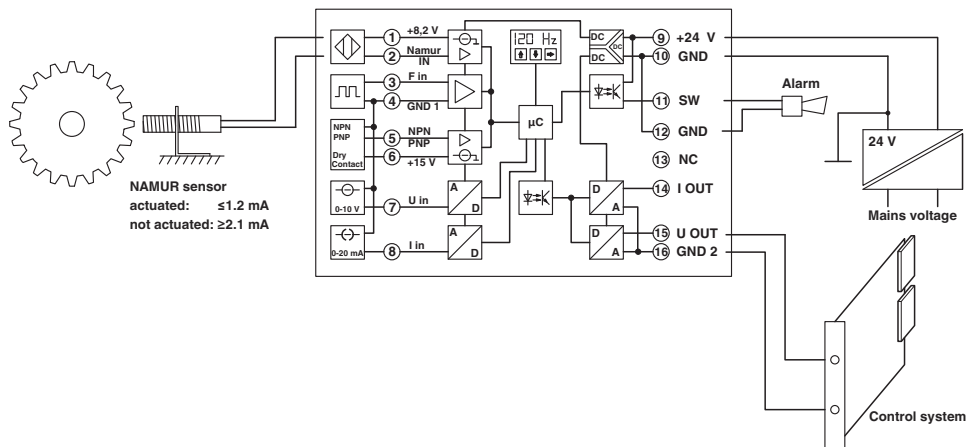 120 Hz
1 +8,2 V
2 Namur IN
3 F in
4 GND 1
NPN
PNP
Dry
Contact
5 NPN
PNP
6 +15 V
0-10 V
7 U in
0-20 mA
8 I in
A
D
A
D
µC
DC
DC
DC
D
A
D
A
9 +24 V
10 GND
11 SW
12 GND
13 NC
14 I OUT
15 U OUT
16 GND 2
Alarm
24 V
Mains voltage
NAMUR sensor
actuated: ≤1.2 mA
not actuated: ≥2.1 mA
Control system